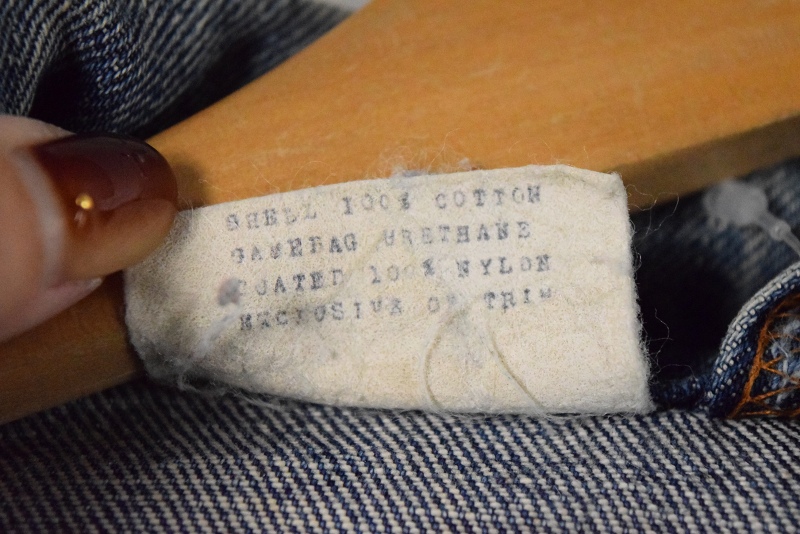 SHELL 100% COTTON
GAMEBAG URETHANE
COATED 100% NYLON
EXCLUSIVE OF TRIM